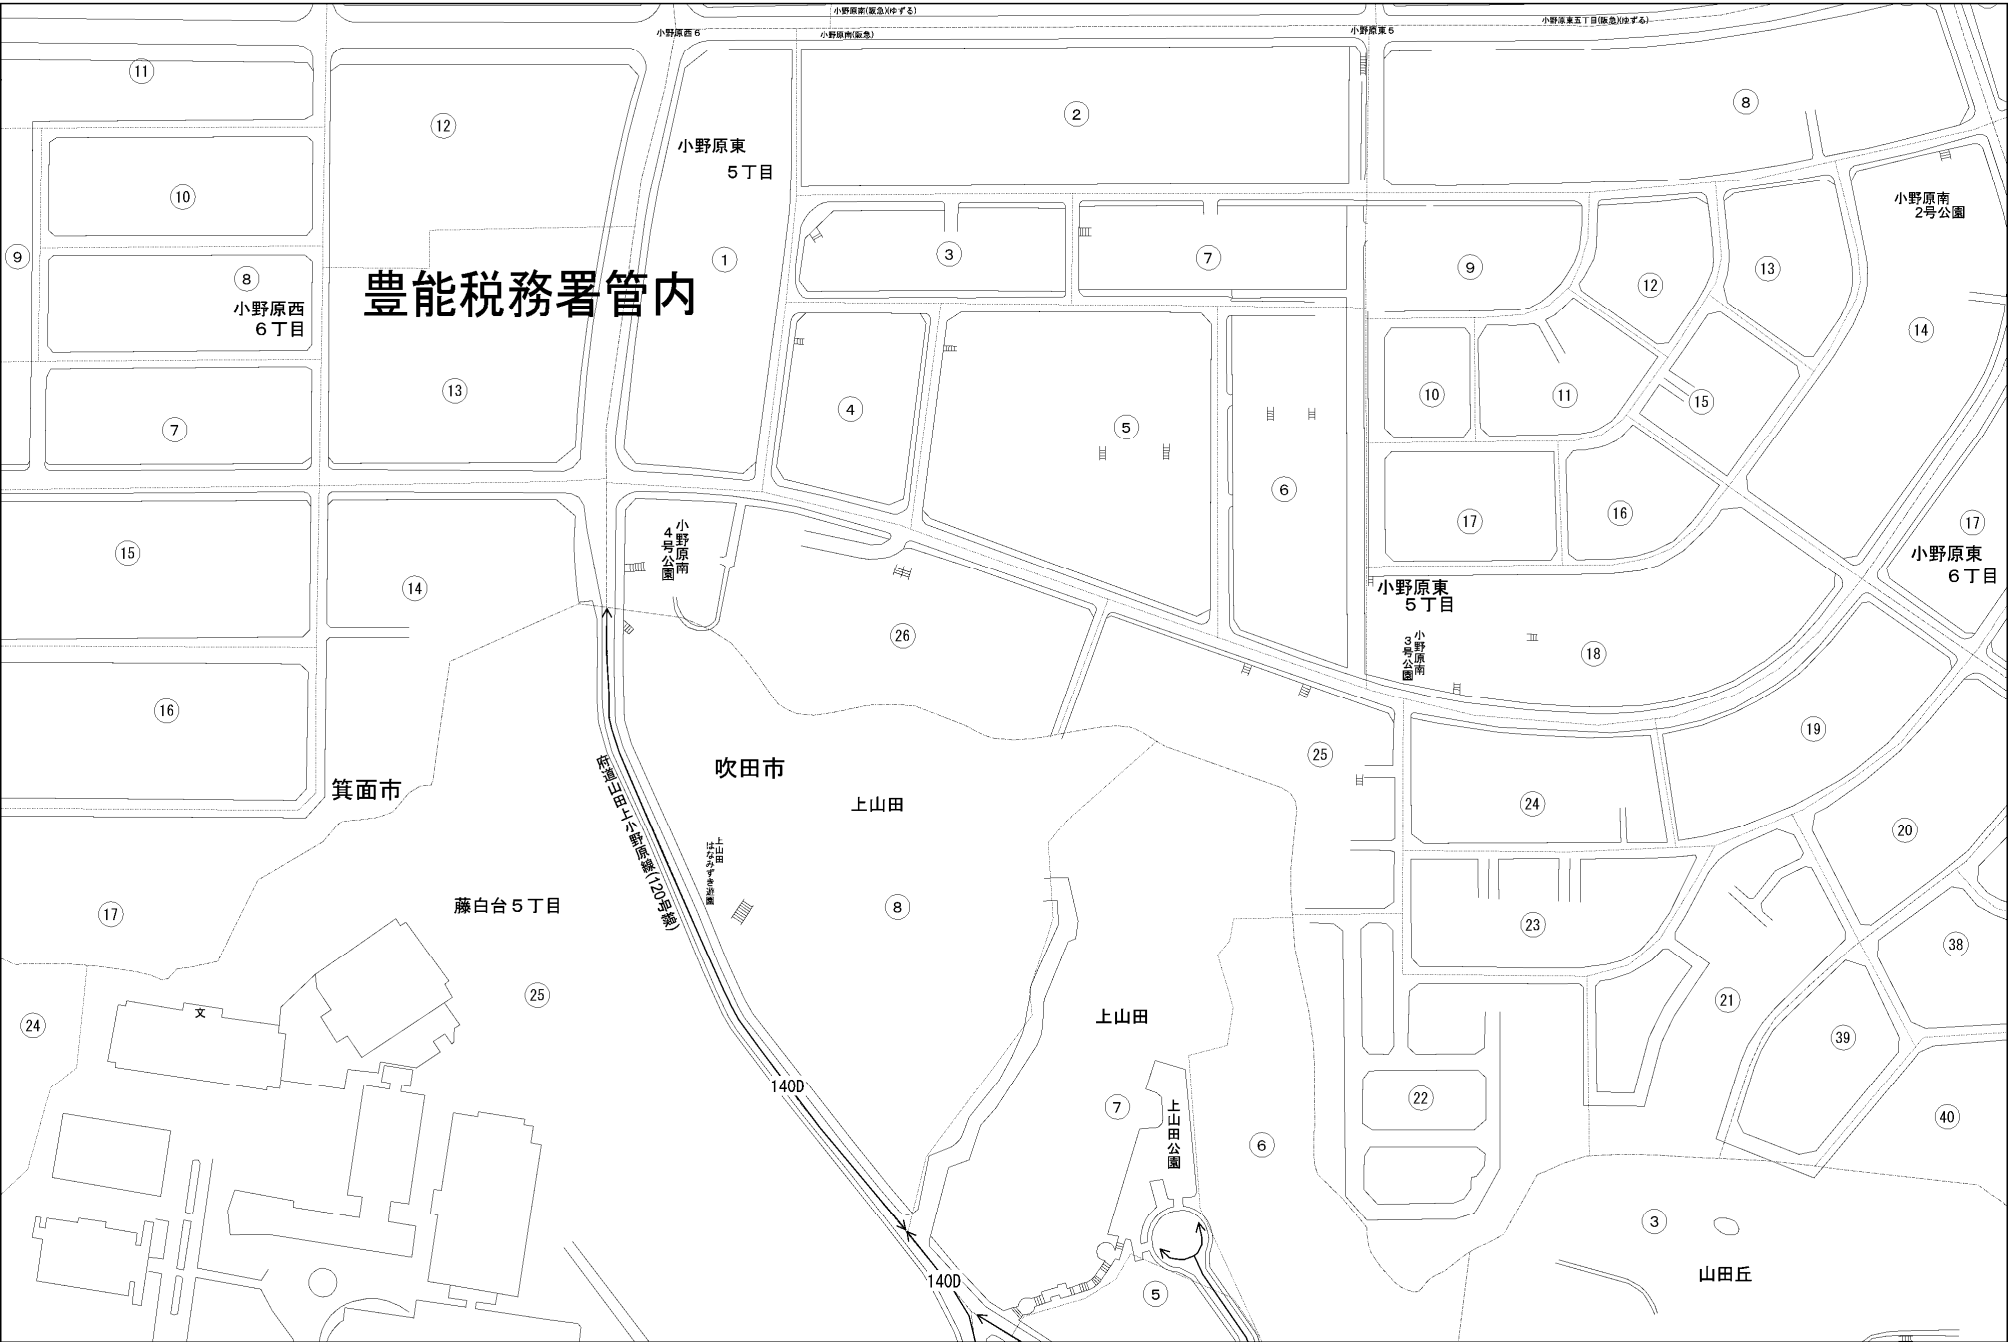 小野原南(阪急)(ゆずる)
小野原西6
小野原南(阪急)
小野原東5
小野原東五丁目(阪急)(ゆずる)
11
12
2
8
小野原東
5丁目
10
小野原南
2号公園
9
8
小野原西
6丁目
豊能税務署管内
1
3
7
9
12
13
14
13
7
4
5
10
11
15
6
17
16
17
小野原東
6丁目
15
14
小野原南
4号公園
小野原東
5丁目
26
小野原南
3号公園
18
16
箕面市
吹田市
上山田
府道山田上小野原線(120号線)
25
19
24
20
上山田
はなみずき遊園
藤白台5丁目
8
17
23
38
25
24
文
上山田
21
39
140D
7
上山田公園
22
40
6
3
140D
5
山田丘